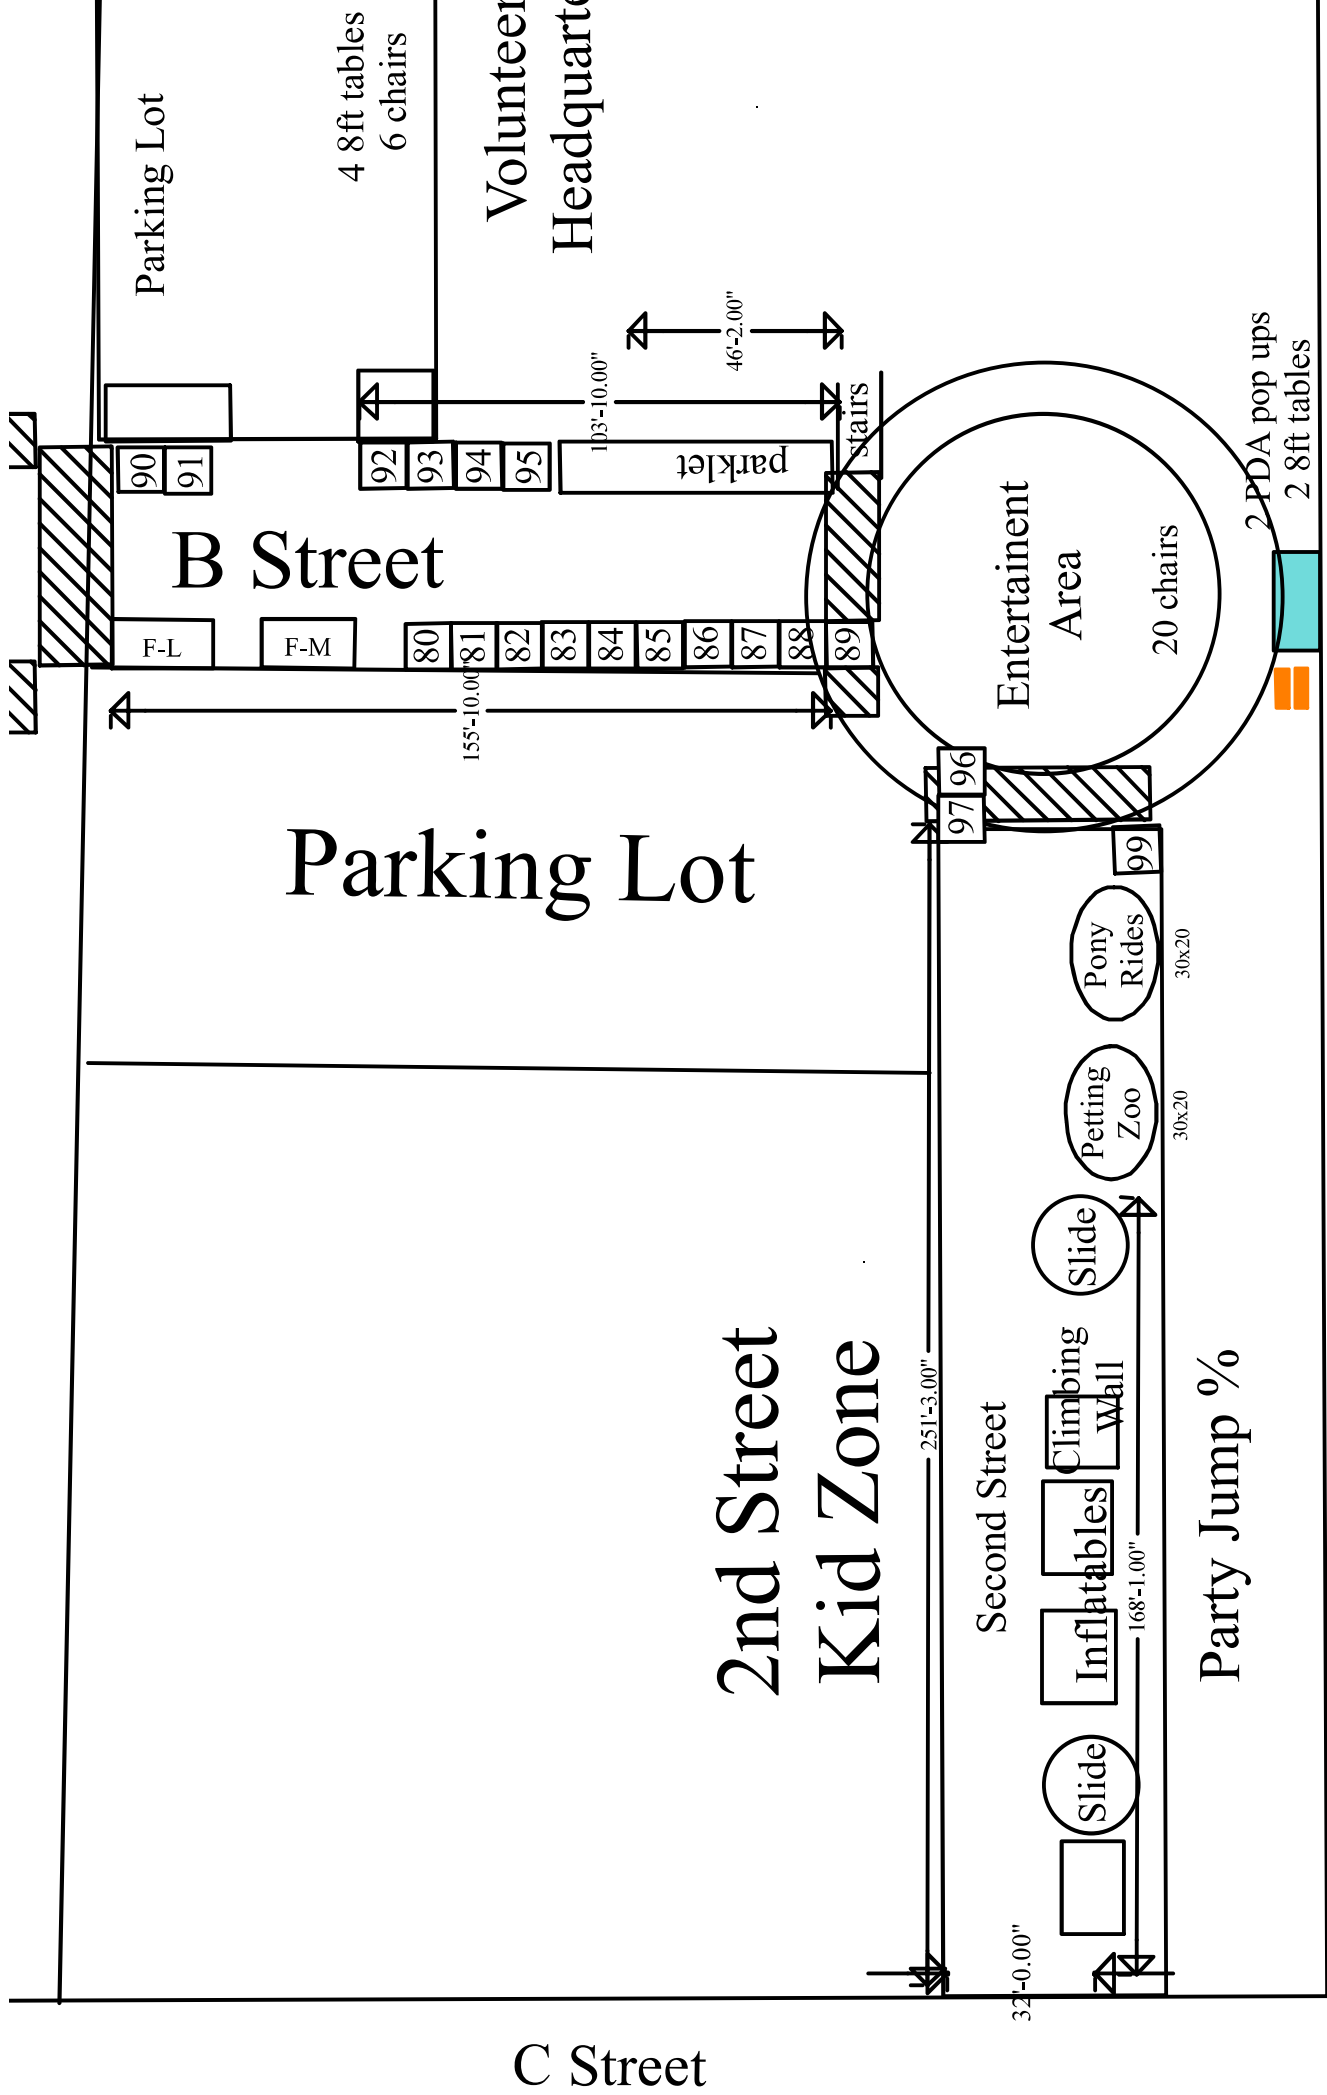 Parking Lot
4 8ft tables
6 chairs
Volunteer
Headquarte
46'-2.00"
103'-10.00"
stairs
parklet
90
91
92
93
94
95
B Street
F-L
F-M
80
81
82
83
84
85
86
87
88
89
155'-10.00"
Entertainent
Area
20 chairs
2 PDA pop ups
2 8ft tables
96
97
99
Parking Lot
Pony
Rides
30x20
Petting
Zoo
30x20
Slide
Climbing
Wall
Inflatables
Slide
2nd Street
Kid Zone
251'-3.00"
Second Street
168'-1.00"
Party Jump %
32'-0.00"
C Street